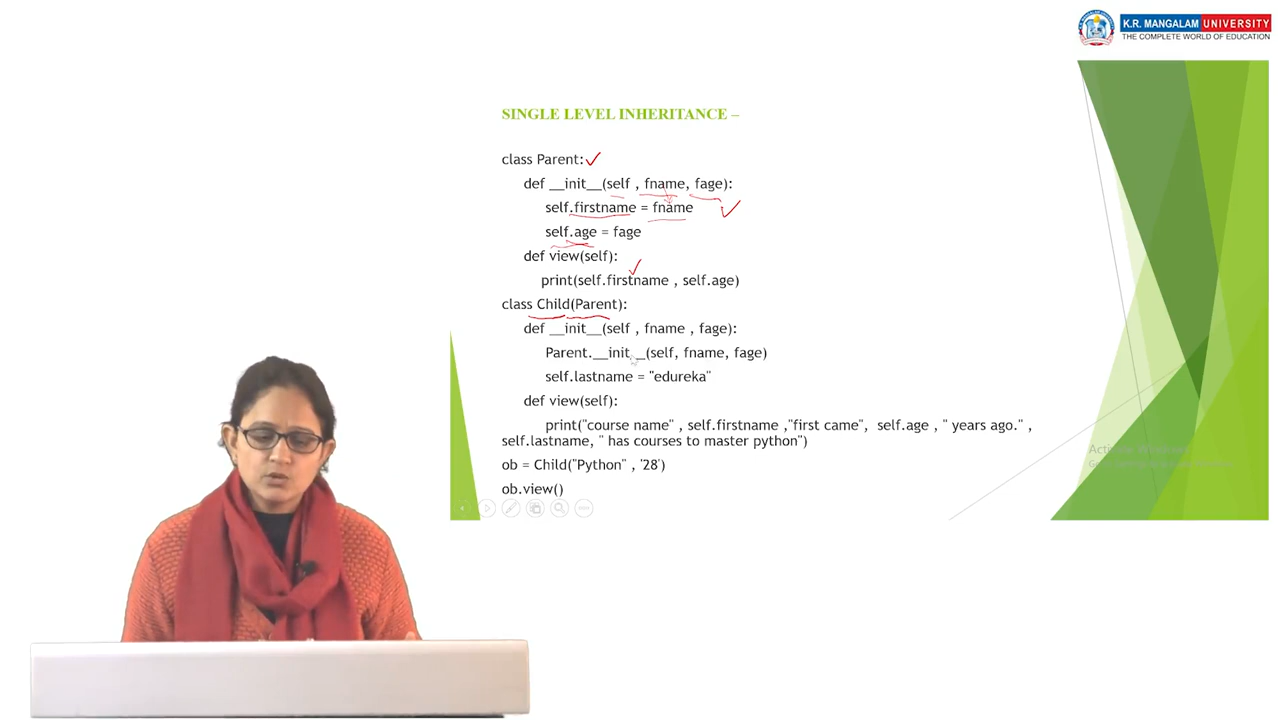 K.R. MANGALAM UNIVERSITY
THE COMPLETE WORLD OF EDUCATION
SINGLE LEVEL INHERITANCE –
class Parent:
def __init__(self , fname, fage):
self.firstname = fname
self.age = fage
def view(self):
print(self.firstname , self.age)
class Child(Parent):
def __init__(self , fname , fage):
Parent.__init__(self, fname, fage)
self.lastname = "edureka"
def view(self):
print("course name" , self.firstname ,"first came", self.age , " years ago." ,
self.lastname, " has courses to master python")
ob = Child("Python" , '28')
ob.view()